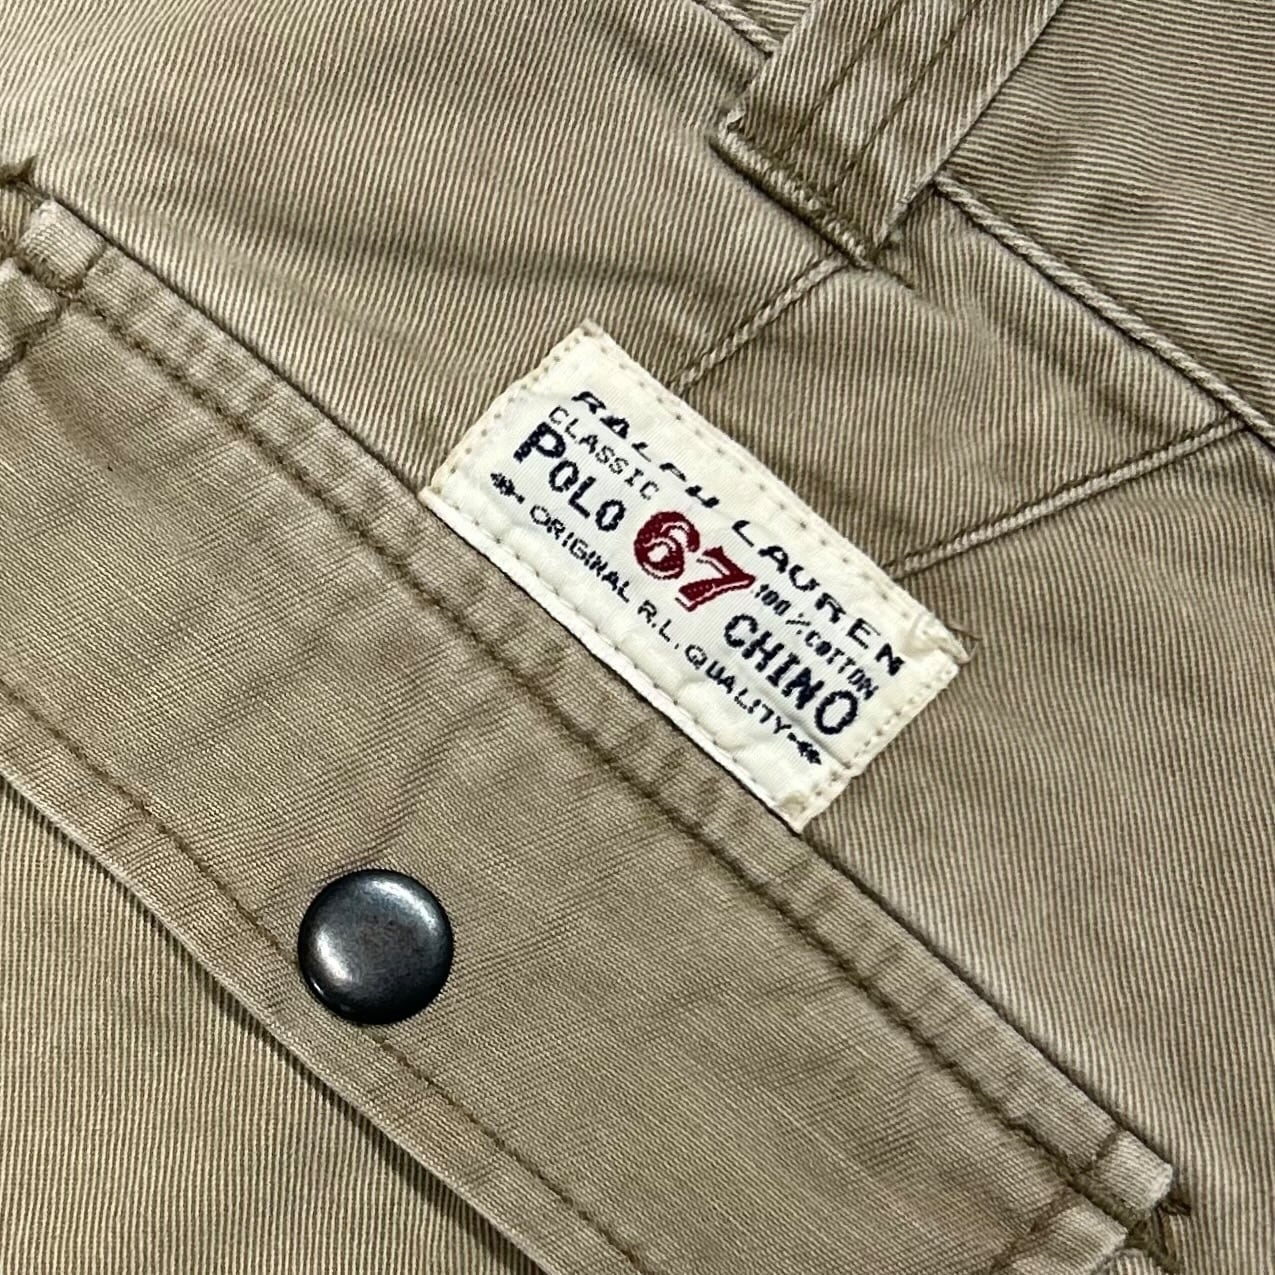 RALPH LAUREN
CLASSIC 67 100% COTTON
POLO CHINO
ORIGINAL R.L. QUALITY